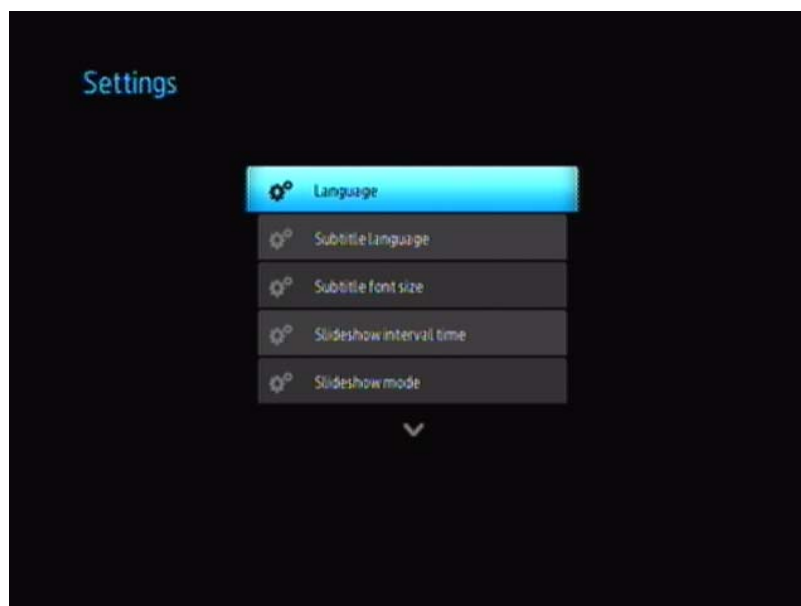 Settings
Language
Subtitle language
Subtitle font size
Slideshow interval time
Slideshow mode